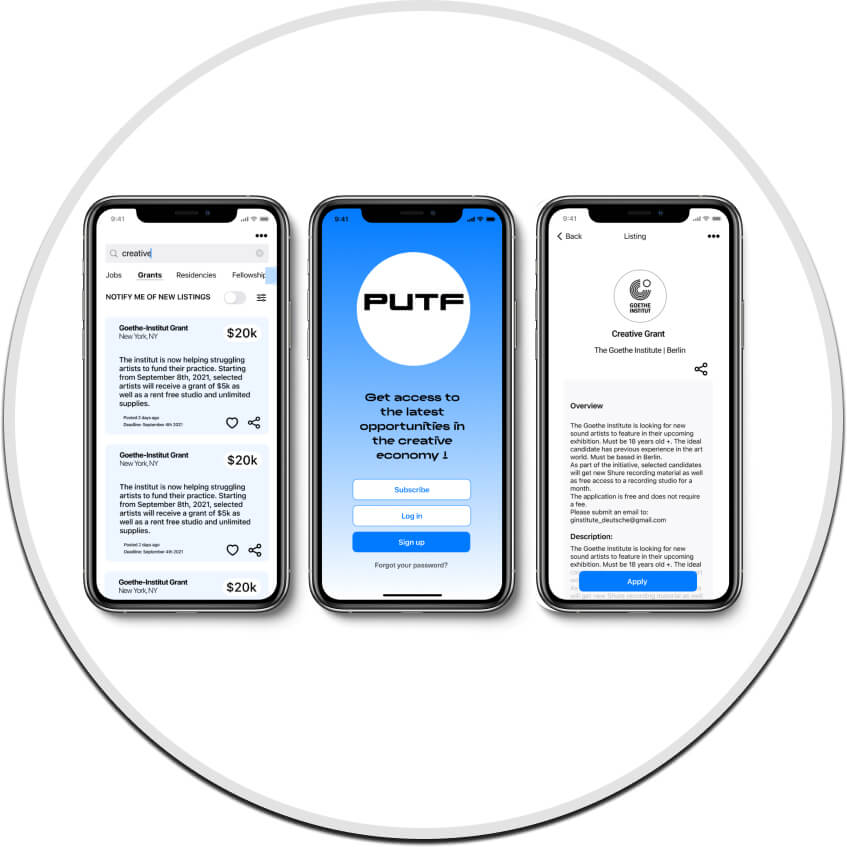 9:41
creative
Jobs Grants Residencies Fellowship
NOTIFY ME OF NEW LISTINGS
Goethe-Institut Grant
New York, NY
$20k
The institut is now helping struggling
artists to fund their practice. Starting
from September 8th, 2021, selected
artists will receive a grant of $5k as
well as a rent free studio and unlimited
supplies.
Posted 2 days ago
Deadline: September 4th 2021
Goethe-Institut Grant
New York, NY
$20k
The institut is now helping struggling
artists to fund their practice. Starting
from September 8th, 2021, selected
artists will receive a grant of $5k as
well as a rent free studio and unlimited
supplies.
Posted 2 days ago
Deadline: September 4th 2021
Goethe-Institut Grant
New York, NY
$20k
9:41
PUTF
Get access to
the latest
opportunities in
the creative
economy ↓
Subscribe
Log in
Sign up
Forgot your password?
9:41
Back
Listing
GOETHE
INSTITUT
Creative Grant
The Goethe Institute | Berlin
Overview
The Goethe Institute is looking for new
sound artists to feature in their upcoming
exhibition. Must be 18 years old +. The ideal
candidate has previous experience in the art
world. Must be based in Berlin.
As part of the initiative, selected candidates
will get new Shure recording material as well
as free access to a recording studio for a
month.
The application is free and does not require
a fee.
Please submit an email to:
ginstitute_deutsche@gmail.com
Description:
The Goethe Institute is looking for new
sound artists to feature in their upcoming
exhibition. Must be 18 years old +. The ideal
Apply
will get new Shure recording material as well